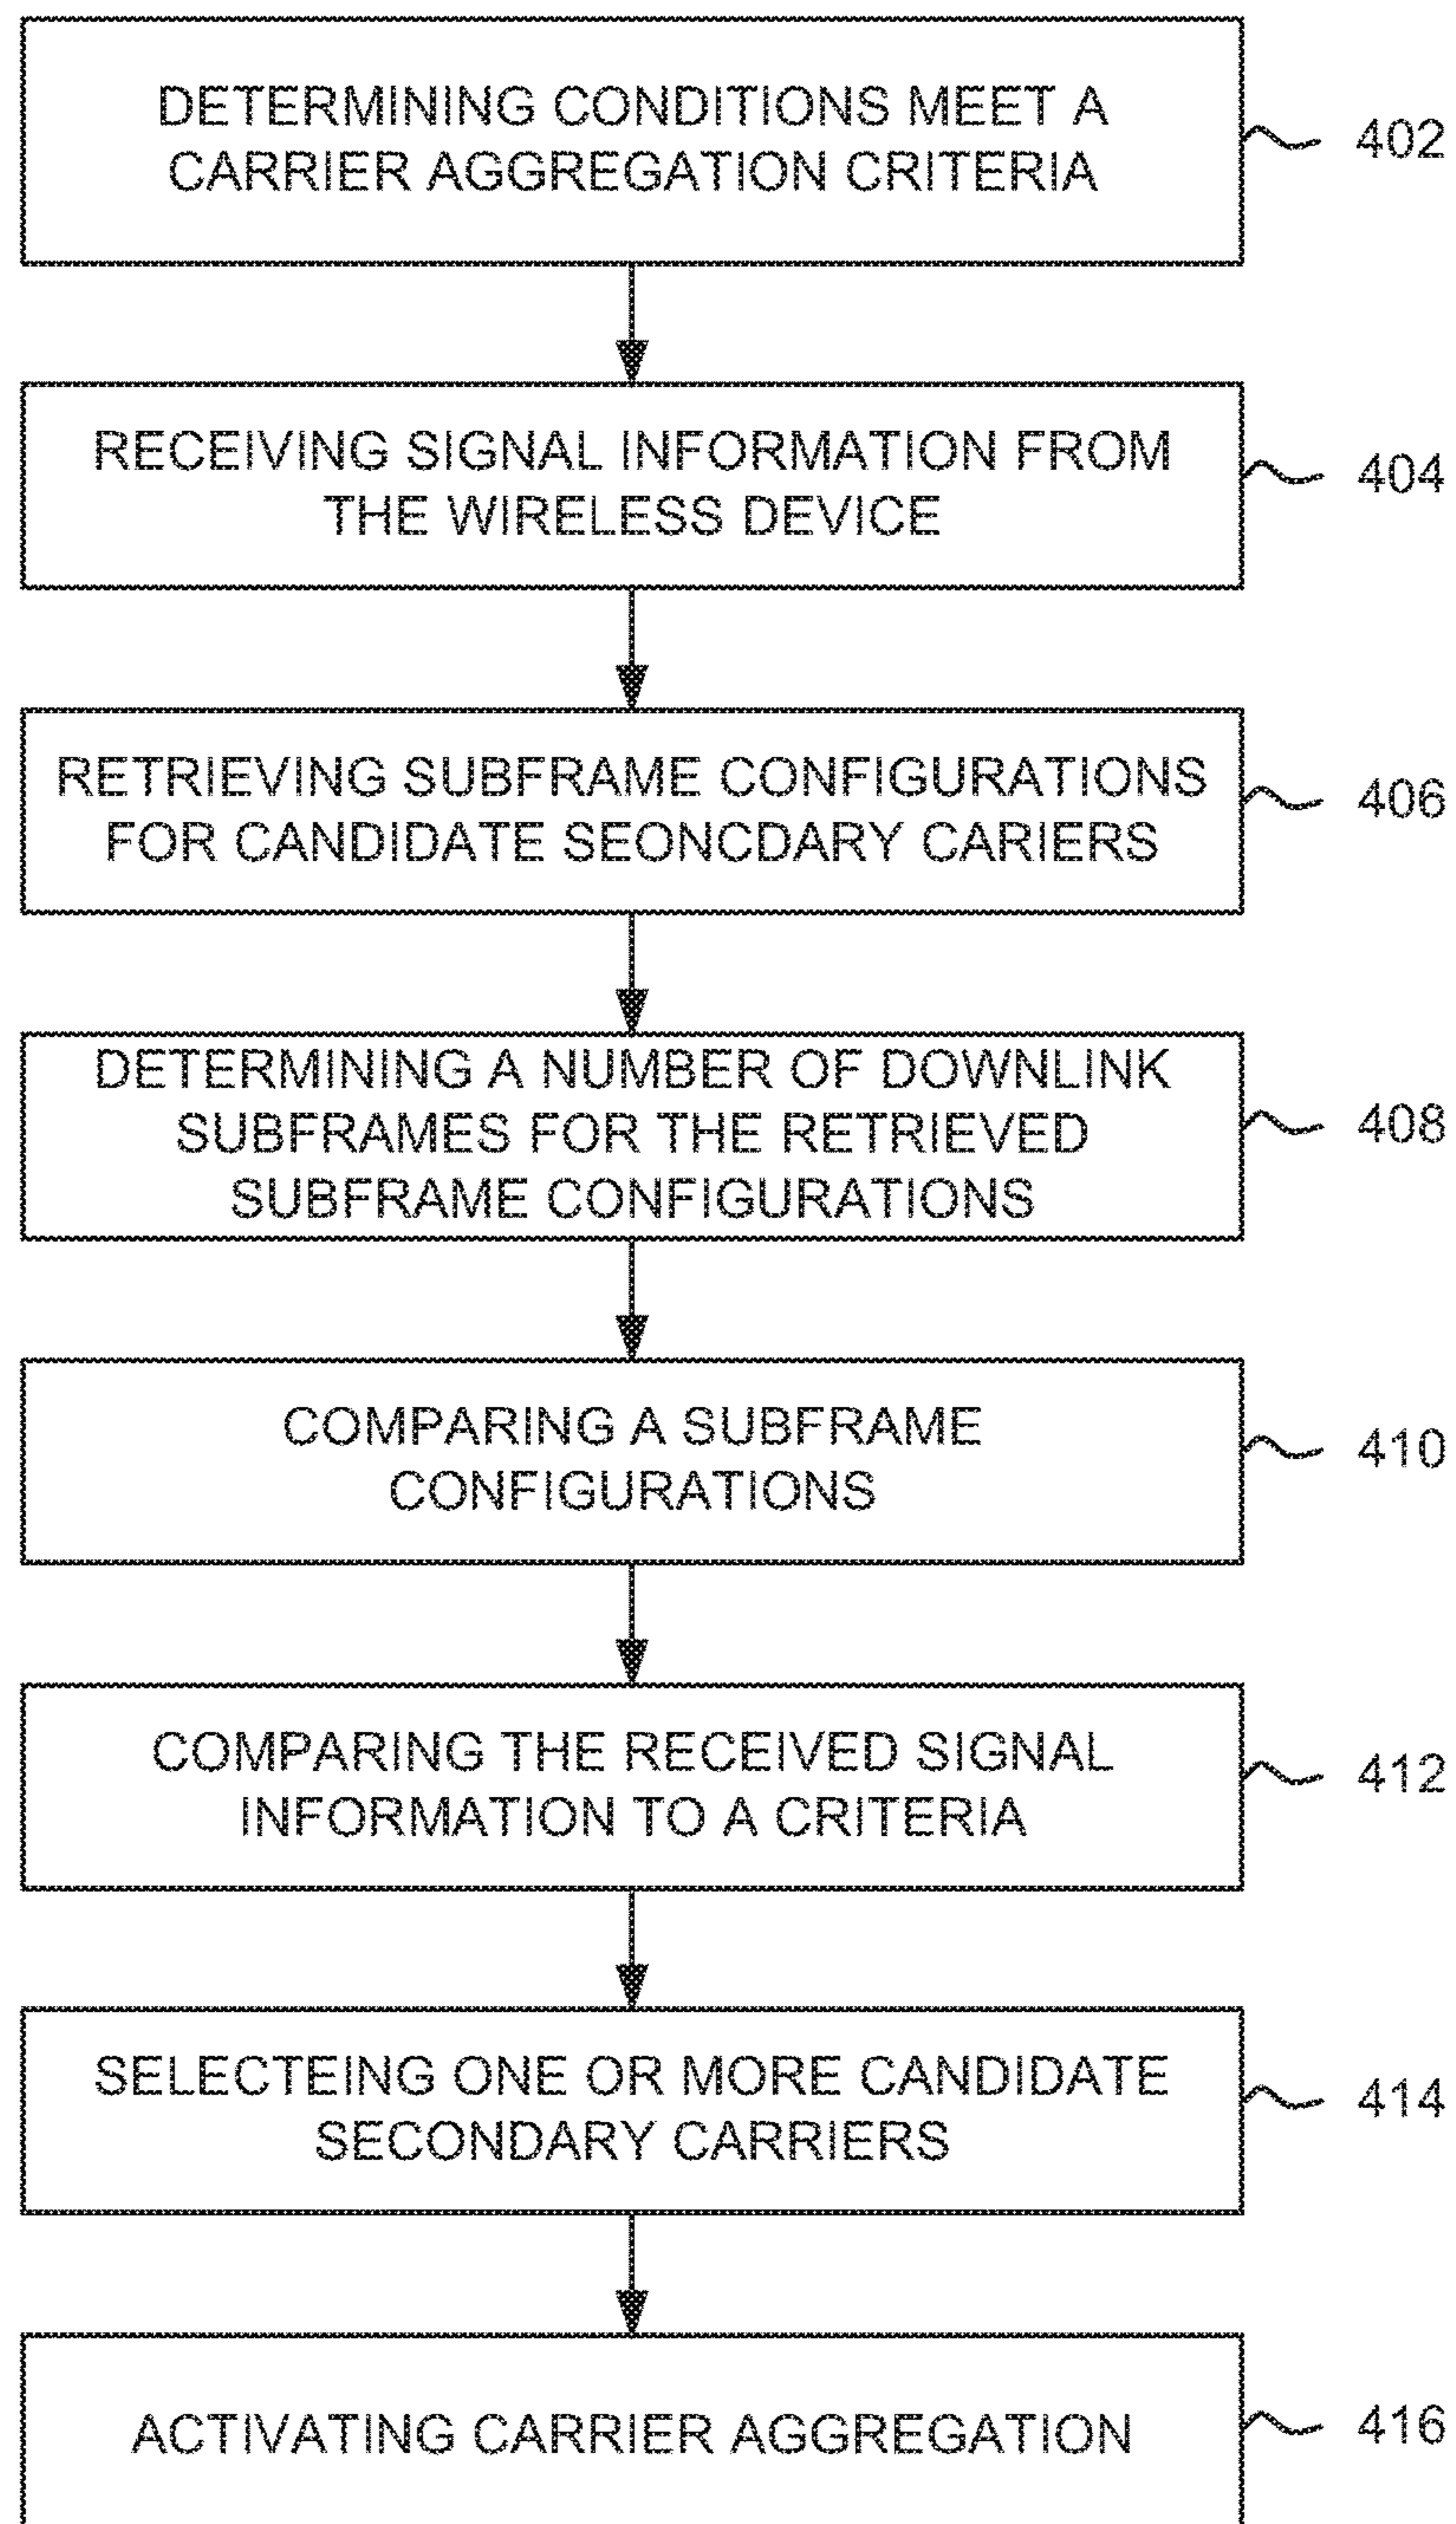 DETERMINING CONDITIONS MEET A
CARRIER AGGREGATION CRITERIA
402
RECEIVING SIGNAL INFORMATION FROM
THE WIRELESS DEVICE
404
RETRIEVING SUBFRAME CONFIGURATIONS
FOR CANDIDATE SEONCDARY CARIERS
406
DETERMINING A NUMBER OF DOWNLINK
SUBFRAMES FOR THE RETRIEVED
SUBFRAME CONFIGURATIONS
408
COMPARING A SUBFRAME
CONFIGURATIONS
410
COMPARING THE RECEIVED SIGNAL
INFORMATION TO A CRITERIA
412
SELECTEING ONE OR MORE CANDIDATE
SECONDARY CARRIERS
414
ACTIVATING CARRIER AGGREGATION
416